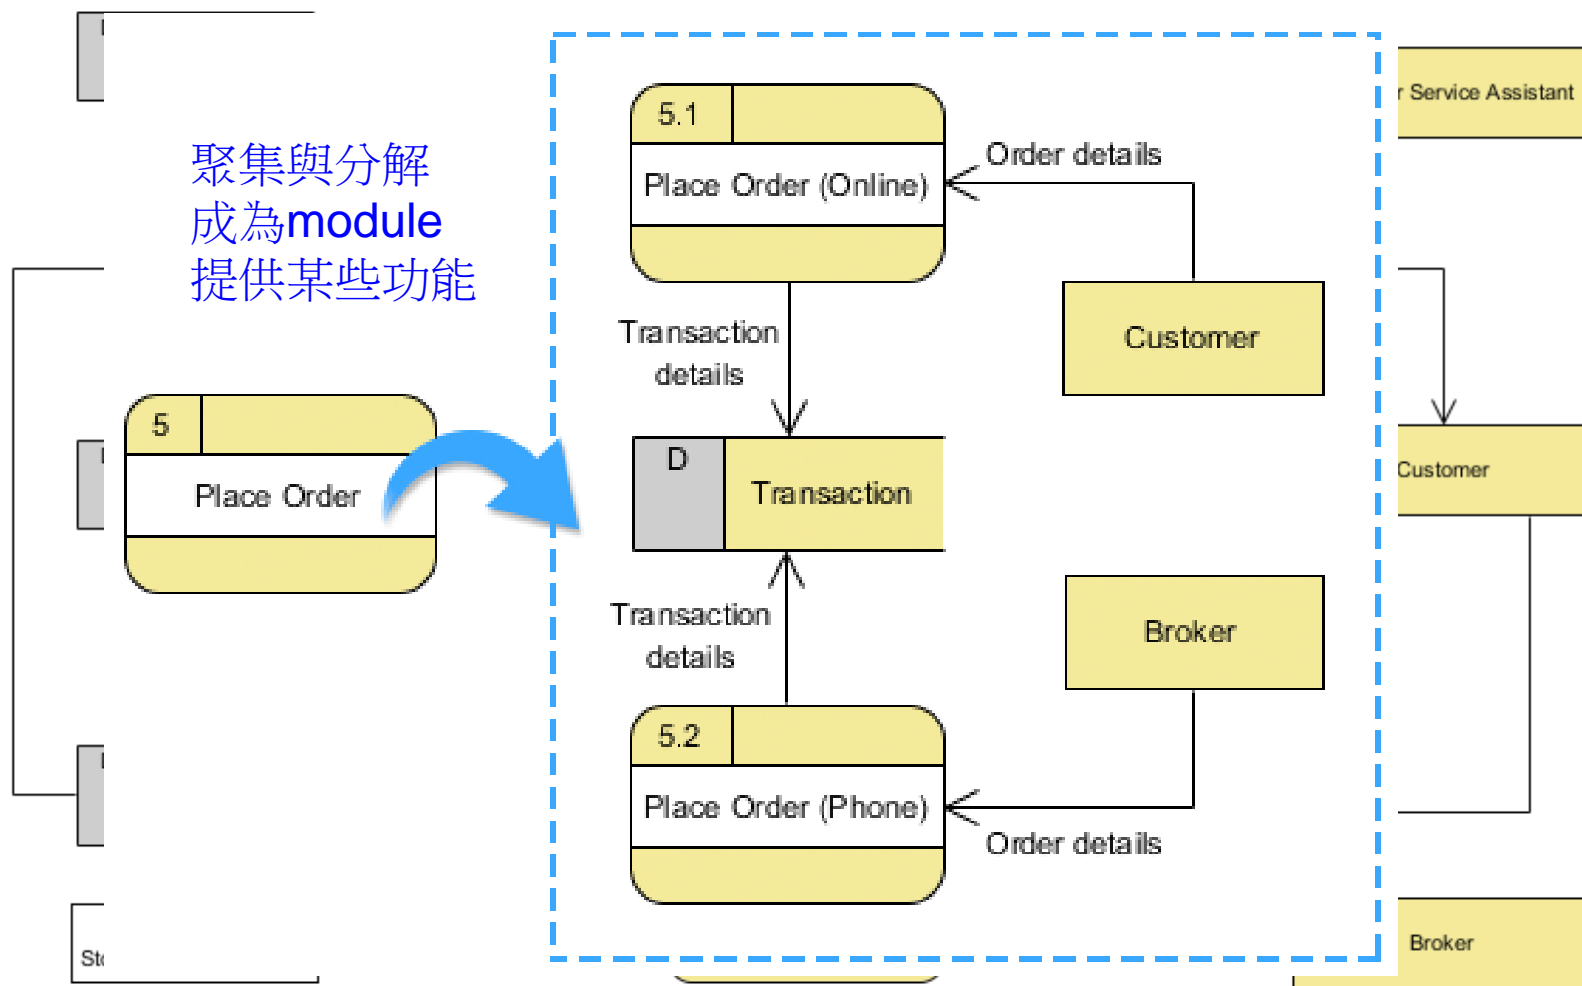 r Service Assistant
5.1
Order details
聚集與分解
Place Order (Online)
成為module
提供某些功能
Transaction
details
Customer
5
D
Customer
Place Order
Transaction
Transaction
details
Broker
5.2
Place Order (Phone)
Order details
Broker